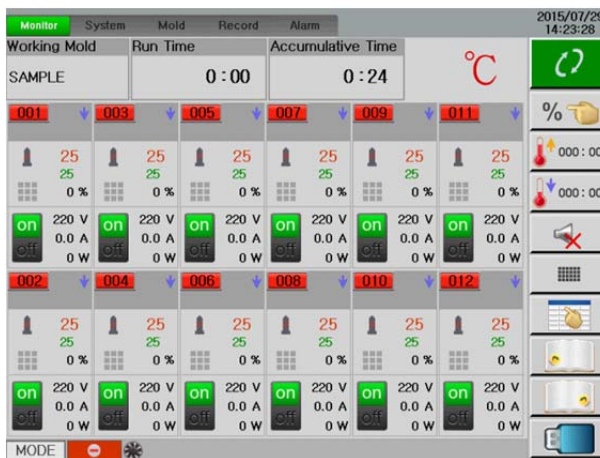 Monitor System Mold Record Alarm
2015/07/29
14:23:28
Working Mold Run Time Accumulative Time
SAMPLE 0:00 0:24
°C
%
000:00
000:00
001 003 005 007 009 011
25 25 25 25 25 25
25 25 25 25 25 25
0 % 0 % 0 % 0 % 0 % 0 %
on 220 V on 220 V on 220 V on 220 V on 220 V on 220 V
0.0 A 0.0 A 0.0 A 0.0 A 0.0 A 0.0 A
off 0 W off 0 W off 0 W off 0 W off 0 W off 0 W
002 004 006 008 010 012
25 25 25 25 25 25
25 25 25 25 25 25
0 % 0 % 0 % 0 % 0 % 0 %
on 220 V on 220 V on 220 V on 220 V on 220 V on 220 V
0.0 A 0.0 A 0.0 A 0.0 A 0.0 A 0.0 A
off 0 W off 0 W off 0 W off 0 W off 0 W off 0 W
MODE